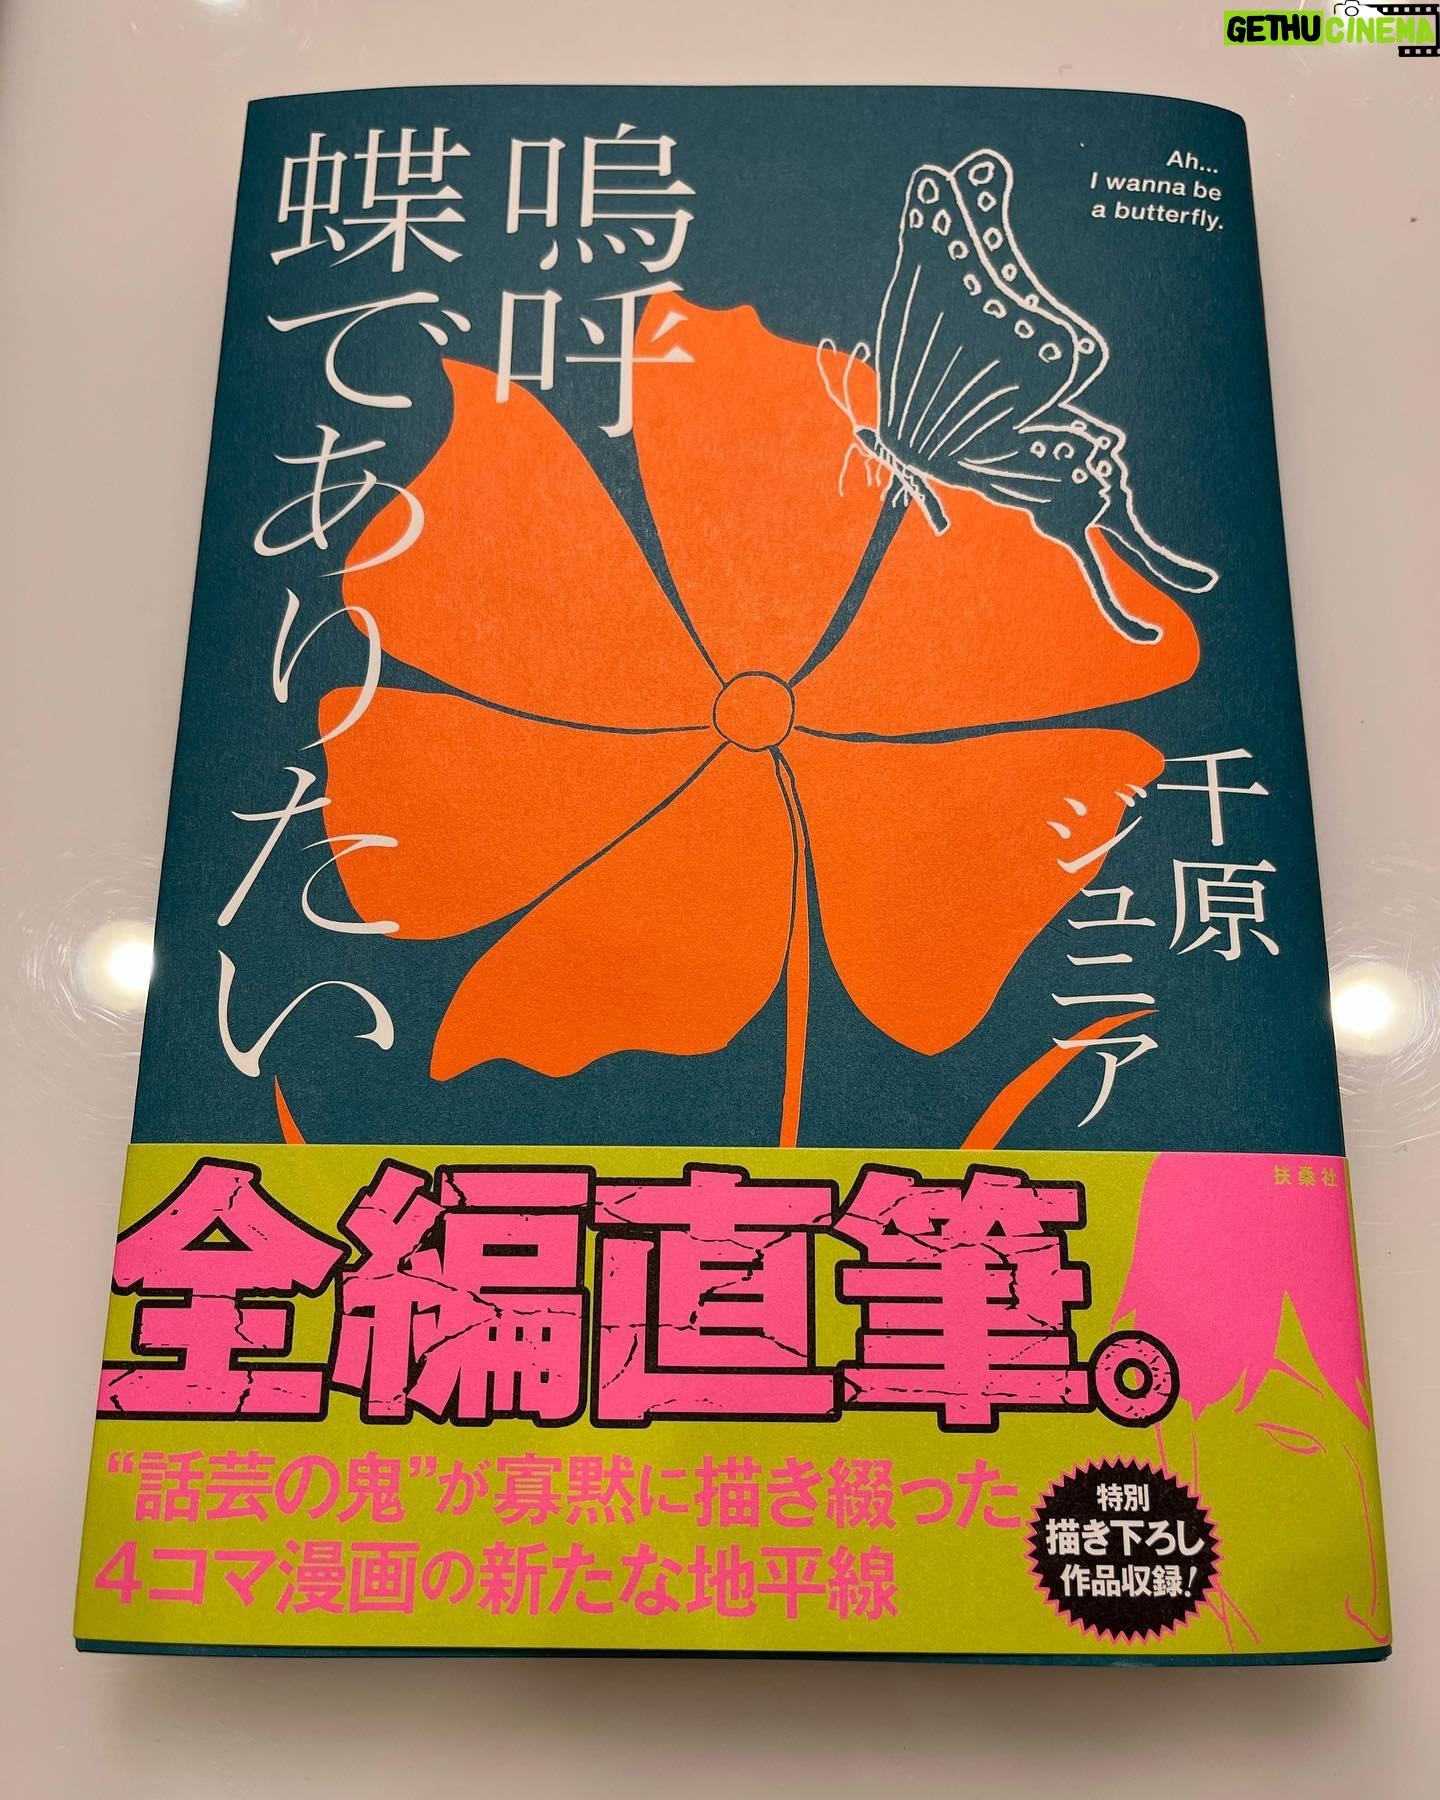 GETHUCINEMA
Ah...
I wanna be
a butterfly.
嗚呼
蝶でありたい
千原
ジュニア
扶桑社
全編直筆。
“話芸の鬼”が寡黙に描き綴った
4コマ漫画の新たな地平線
特別
描き下ろし
作品収録!